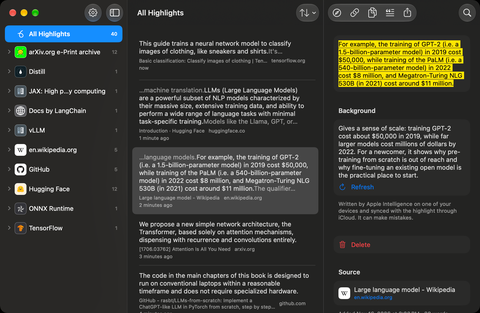 All Highlights
40
arXiv.org e-Print archive
12
Distill
1
JAX: High p...y computing
1
Docs by LangChain
1
vLLM
1
en.wikipedia.org
5
GitHub
5
Hugging Face
12
ONNX Runtime
1
TensorFlow
1
All Highlights
This guide trains a neural network model to classify
images of clothing, like sneakers and shirts.It's...
Basic classification: Classify images of clothing | Ten... tensorflow.org
now
...machine translation.LLMs (Large Language Models)
are a powerful subset of NLP models characterized by
their massive size, extensive training data, and ability to
perform a wide range of language tasks with minimal
task-specific training.Models like the Llama, GPT, or...
Introduction · Hugging Face huggingface.co
1 minute ago
...language models.For example, the training of GPT-2
(i.e. a 1.5-billion-parameter model) in 2019 cost $50,000,
while training of the PaLM (i.e. a 540-billion-parameter
model) in 2022 cost $8 million, and Megatron-Turing NLG
530B (in 2021) cost around $11 million.The qualifier...
Large language model - Wikipedia en.wikipedia.org
2 minutes ago
We propose a new simple network architecture, the
Transformer, based solely on attention mechanisms,
dispensing with recurrence and convolutions entirely.
[1706.03762] Attention Is All You Need arxiv.org
3 minutes ago
The code in the main chapters of this book is designed to
run on conventional laptops within a reasonable
timeframe and does not require specialized hardware.
GitHub - rasbt/LLMs-from-scratch: Implement a
ChatGPT-like LLM in PyTorch from scratch, step by step...
github.com
For example, the training of GPT-2 (i.e. a
1.5-billion-parameter model) in 2019 cost
$50,000, while training of the PaLM (i.e. a
540-billion-parameter model) in 2022
cost $8 million, and Megatron-Turing NLG
530B (in 2021) cost around $11 million.
Background
Gives a sense of scale: training GPT-2
cost about $50,000 in 2019, while far
larger models cost millions of dollars by
2022. For a newcomer, it shows why pre-
training from scratch is out of reach and
why fine-tuning an existing open model is
the practical place to start.
Refresh
Written by Apple Intelligence on one of your
devices and synced with the highlight through
iCloud. It can make mistakes.
Delete
Source
Large language model - Wikipedia
en.wikipedia.org